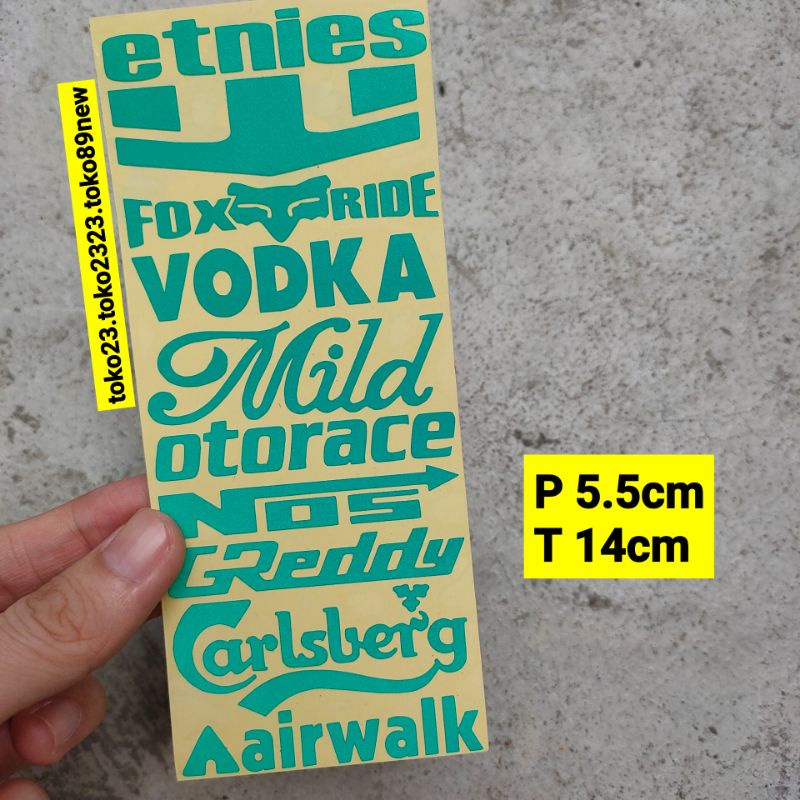 etnies
toko23.toko2323.toko89new
FOX RIDE
VODKA
Mild
otorace
NOS
GReddy
Carlsberg
airwalk
P 5.5cm
T 14cm